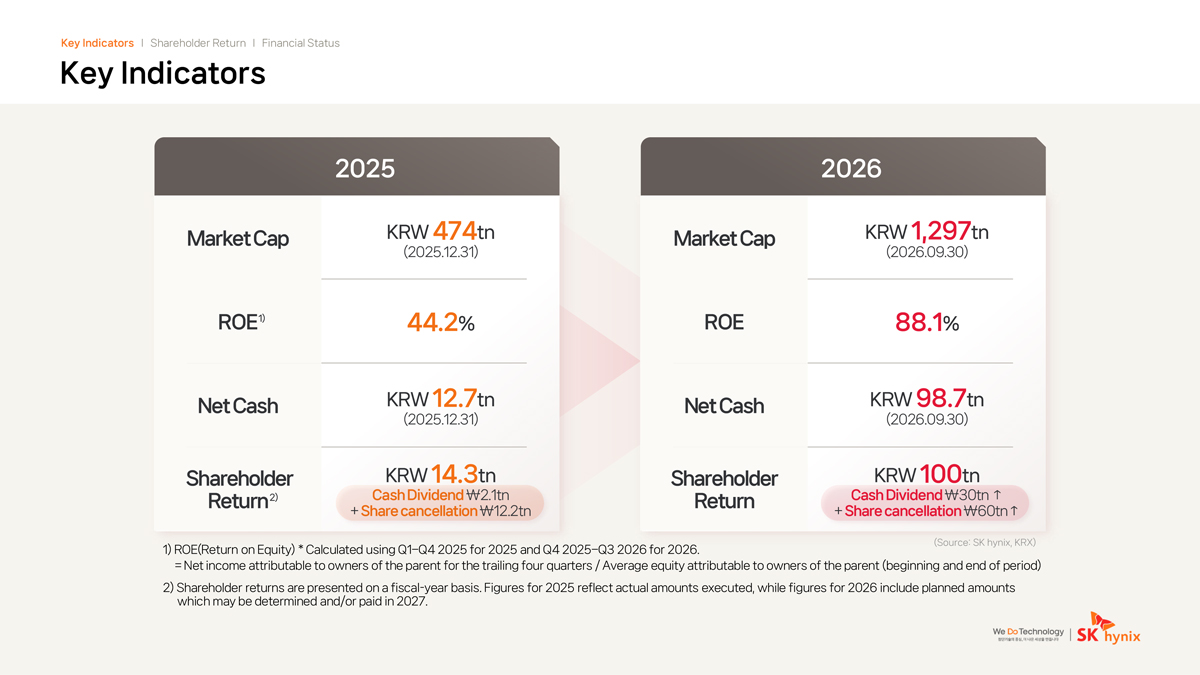 Key Indicators | Shareholder Return | Financial Status
Key Indicators
2025
Market Cap
KRW 474tn
(2025.12.31)
ROE1)
44.2%
Net Cash
KRW 12.7tn
(2025.12.31)
Shareholder
Return2)
KRW 14.3tn
Cash Dividend ₩2.1tn
+ Share cancellation ₩12.2tn
2026
Market Cap
KRW 1,297tn
(2026.09.30)
ROE
88.1%
Net Cash
KRW 98.7tn
(2026.09.30)
Shareholder
Return
KRW 100tn
Cash Dividend ₩30tn ↑
+ Share cancellation ₩60tn↑
(Source: SK hynix, KRX)
1) ROE(Return on Equity) * Calculated using Q1–Q4 2025 for 2025 and Q4 2025–Q3 2026 for 2026.
= Net income attributable to owners of the parent for the trailing four quarters / Average equity attributable to owners of the parent (beginning and end of period)
2) Shareholder returns are presented on a fiscal-year basis. Figures for 2025 reflect actual amounts executed, while figures for 2026 include planned amounts
which may be determined and/or paid in 2027.
We Do Technology
SK hynix